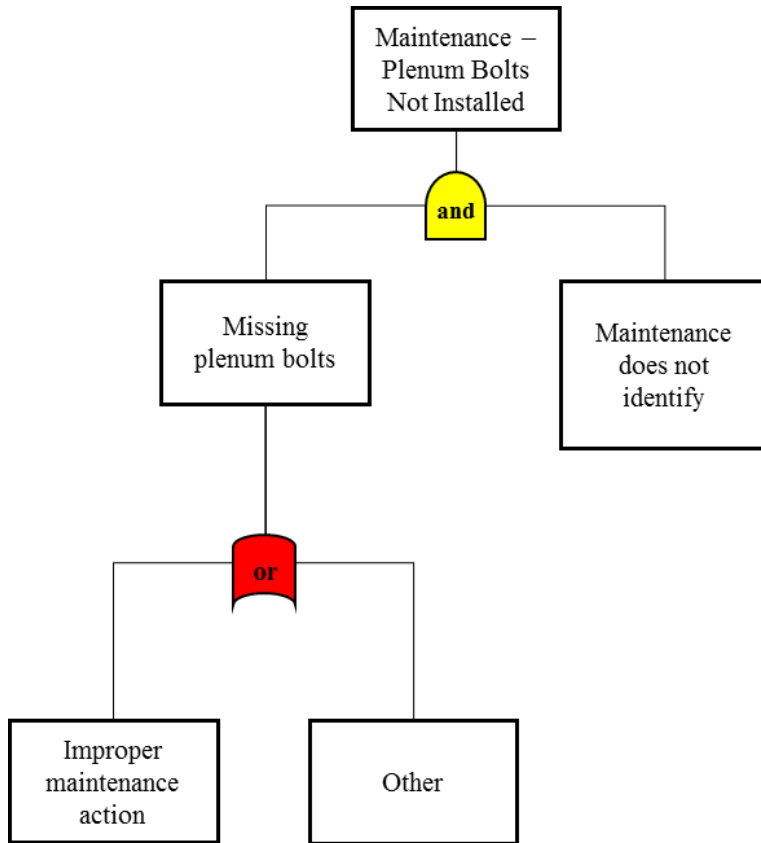 Maintenance –
Plenum Bolts
Not Installed
and
Missing
plenum bolts
Maintenance
does not
identify
or
Improper
maintenance
action
Other